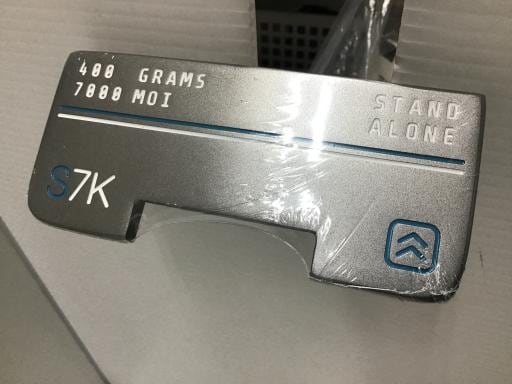 400 GRAMS
7000 MOI
STAND
ALONE
S7K